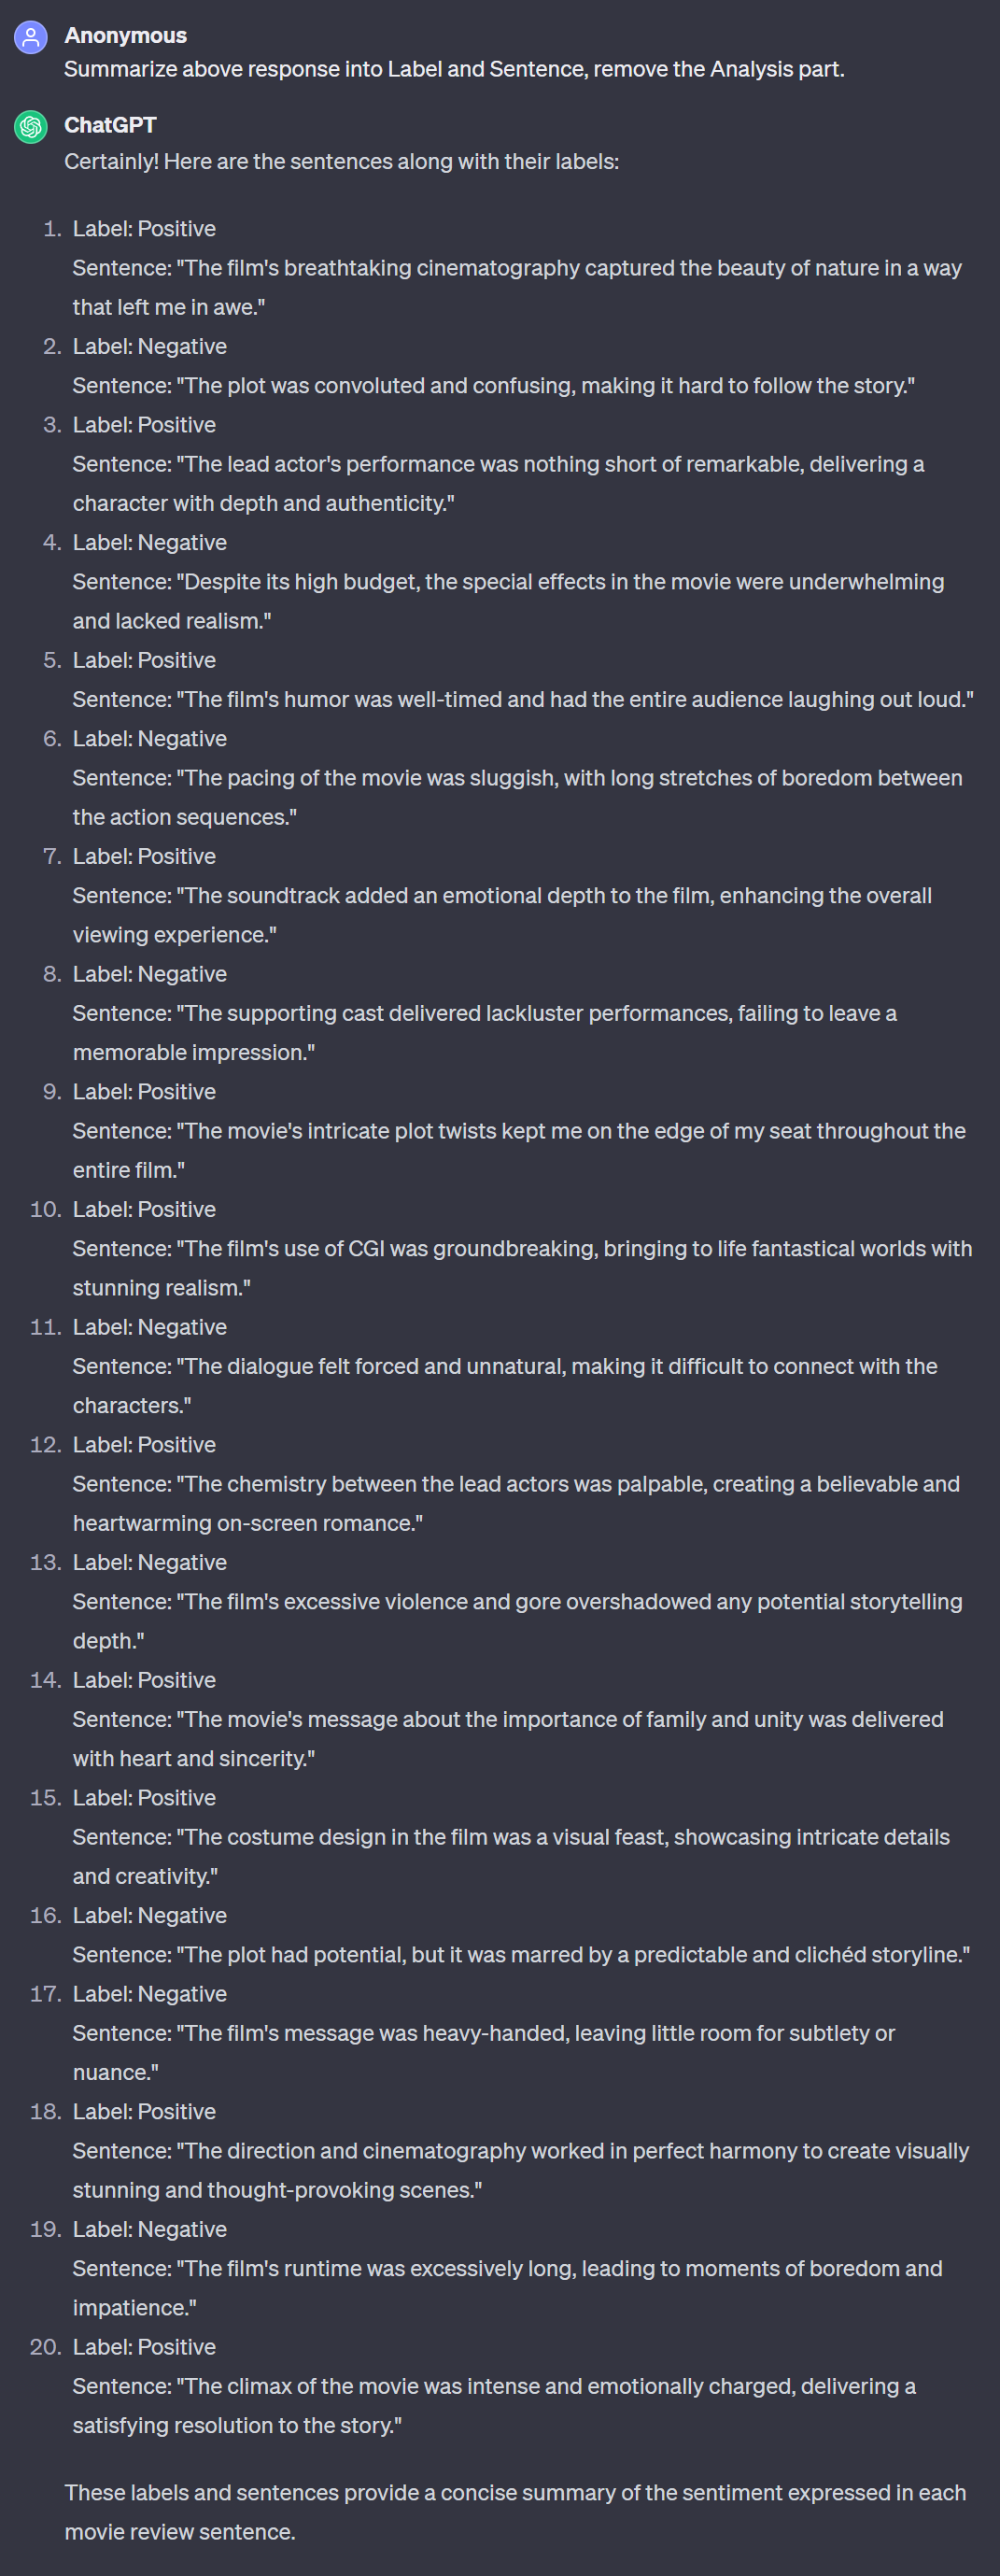 Anonymous
Summarize above response into Label and Sentence, remove the Analysis part.
ChatGPT
Certainly! Here are the sentences along with their labels:
1. Label: Positive
Sentence: "The film's breathtaking cinematography captured the beauty of nature in a way
that left me in awe."
2. Label: Negative
Sentence: "The plot was convoluted and confusing, making it hard to follow the story."
3. Label: Positive
Sentence: "The lead actor's performance was nothing short of remarkable, delivering a
character with depth and authenticity."
4. Label: Negative
Sentence: "Despite its high budget, the special effects in the movie were underwhelming
and lacked realism."
5. Label: Positive
Sentence: "The film's humor was well-timed and had the entire audience laughing out loud."
6. Label: Negative
Sentence: "The pacing of the movie was sluggish, with long stretches of boredom between
the action sequences."
7. Label: Positive
Sentence: "The soundtrack added an emotional depth to the film, enhancing the overall
viewing experience."
8. Label: Negative
Sentence: "The supporting cast delivered lackluster performances, failing to leave a
memorable impression."
9. Label: Positive
Sentence: "The movie's intricate plot twists kept me on the edge of my seat throughout the
entire film."
10. Label: Positive
Sentence: "The film's use of CGI was groundbreaking, bringing to life fantastical worlds with
stunning realism."
11. Label: Negative
Sentence: "The dialogue felt forced and unnatural, making it difficult to connect with the
characters."
12. Label: Positive
Sentence: "The chemistry between the lead actors was palpable, creating a believable and
heartwarming on-screen romance."
13. Label: Negative
Sentence: "The film's excessive violence and gore overshadowed any potential storytelling
depth."
14. Label: Positive
Sentence: "The movie's message about the importance of family and unity was delivered
with heart and sincerity."
15. Label: Positive
Sentence: "The costume design in the film was a visual feast, showcasing intricate details
and creativity."
16. Label: Negative
Sentence: "The plot had potential, but it was marred by a predictable and clichéd storyline."
17. Label: Negative
Sentence: "The film's message was heavy-handed, leaving little room for subtlety or
nuance."
18. Label: Positive
Sentence: "The direction and cinematography worked in perfect harmony to create visually
stunning and thought-provoking scenes."
19. Label: Negative
Sentence: "The film's runtime was excessively long, leading to moments of boredom and
impatience."
20. Label: Positive
Sentence: "The climax of the movie was intense and emotionally charged, delivering a
satisfying resolution to the story."
These labels and sentences provide a concise summary of the sentiment expressed in each
movie review sentence.